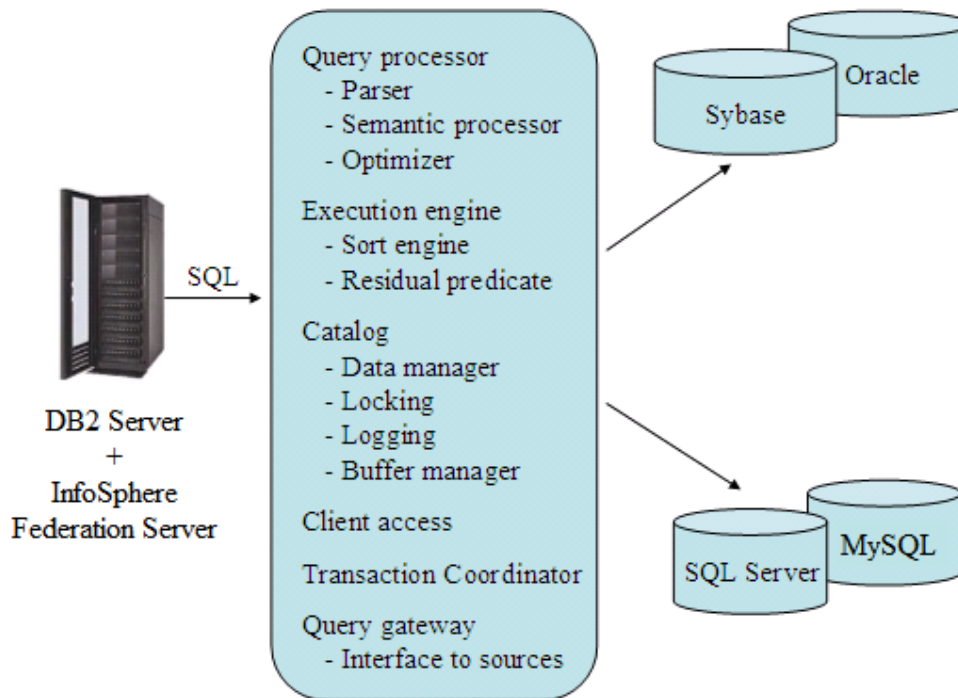 SQL
DB2 Server
+
InfoSphere
Federation Server
Query processor
- Parser
- Semantic processor
- Optimizer
Execution engine
- Sort engine
- Residual predicate
Catalog
- Data manager
- Locking
- Logging
- Buffer manager
Client access
Transaction Coordinator
Query gateway
- Interface to sources
Oracle
Sybase
MySQL
SQL Server